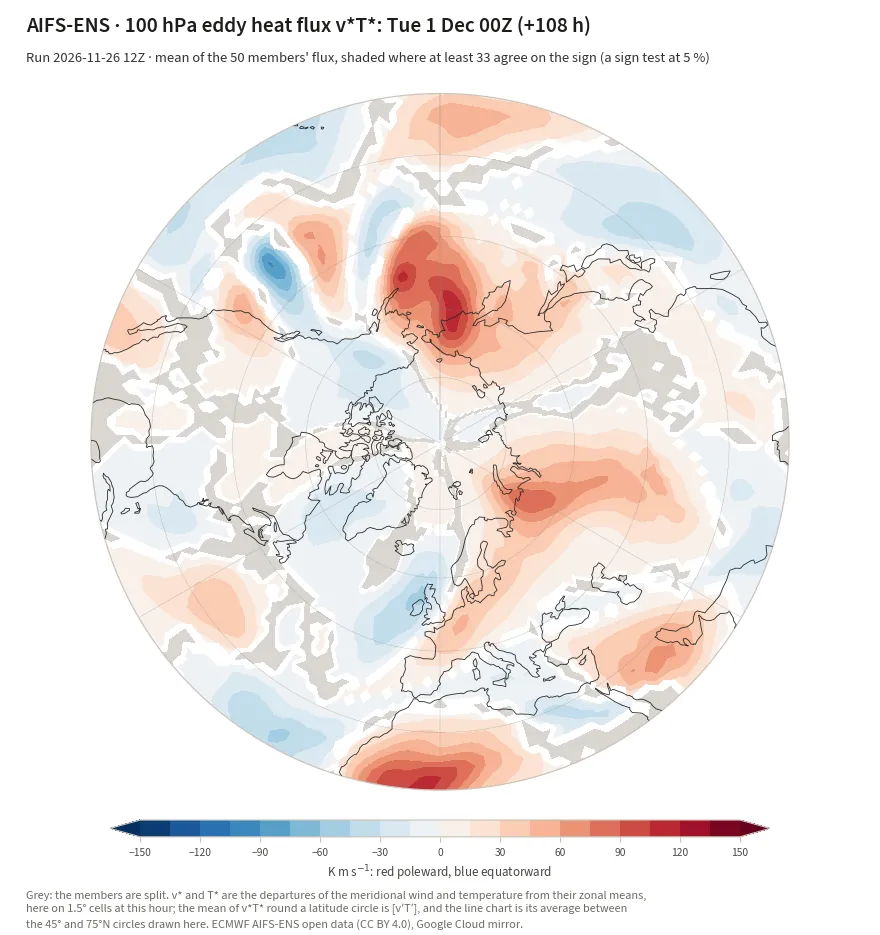 AIFS-ENS · 100 hPa eddy heat flux v*T*: Tue 1 Dec 00Z (+108 h)
Run 2026-11-26 12Z · mean of the 50 members' flux, shaded where at least 33 agree on the sign (a sign test at 5 %)
−150 −120 −90 −60 −30 0 30 60 90 120 150
K m s⁻¹: red poleward, blue equatorward
Grey: the members are split. v* and T* are the departures of the meridional wind and temperature from their zonal means,
here on 1.5° cells at this hour; the mean of v*T* round a latitude circle is [v'T'], and the line chart is its average between
the 45° and 75°N circles drawn here. ECMWF AIFS-ENS open data (CC BY 4.0), Google Cloud mirror.